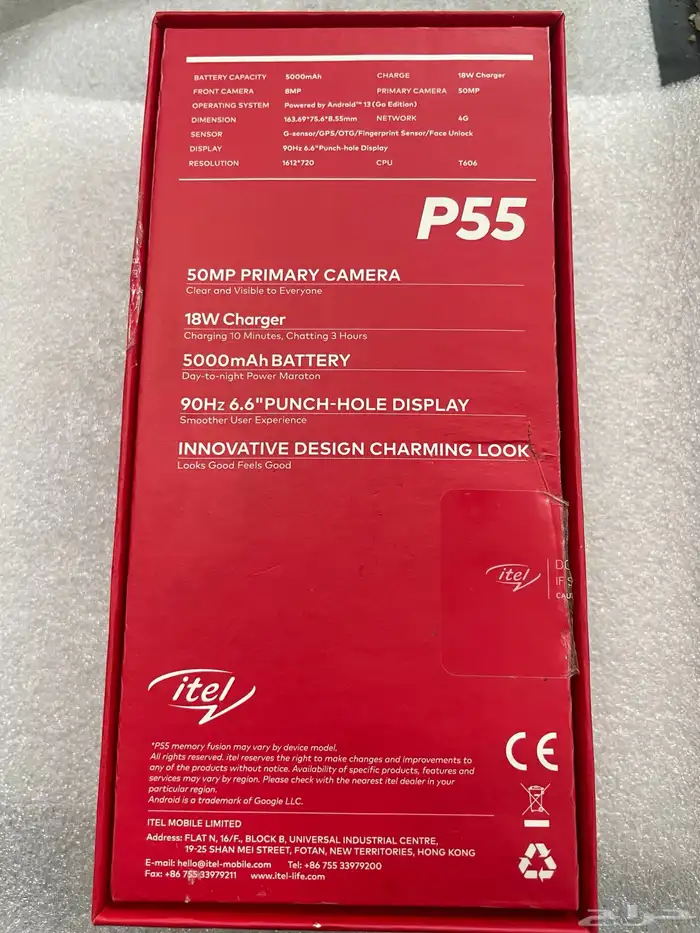 BATTERY CAPACITY 5000mAh CHARGE 18W Charger
FRONT CAMERA 8MP PRIMARY CAMERA 50MP
OPERATING SYSTEM Powered by Android™ 13 (Go Edition)
DIMENSION 163.69*75.6*8.55mm NETWORK 4G
SENSOR G-sensor/GPS/OTG/Fingerprint Sensor/Face Unlock
DISPLAY 90Hz 6.6"Punch-hole Display
RESOLUTION 1612*720 CPU T606
P55
50MP PRIMARY CAMERA
Clear and Visible to Everyone
18W Charger
Charging 10 Minutes, Chatting 3 Hours
5000mAh BATTERY
Day-to-night Power Maraton
90Hz 6.6"PUNCH-HOLE DISPLAY
Smoother User Experience
INNOVATIVE DESIGN CHARMING LOOK
Looks Good Feels Good
itel
IF
itel
*P55 memory fusion may vary by device model.
All rights reserved. itel reserves the right to make changes and improvements to
any of the products without notice. Availability of specific products, features and
services may vary by region. Please check with the nearest itel dealer in your
particular region.
Android is a trademark of Google LLC.
CE
ITEL MOBILE LIMITED
Address: FLAT N, 16/F., BLOCK B, UNIVERSAL INDUSTRIAL CENTRE,
19-25 SHAN MEI STREET, FOTAN, NEW TERRITORIES, HONG KONG
E-mail: hello@itel-mobile.com Tel: +86 755 33979200
Fax: +86 755 33979211 www.itel-life.com
حراج